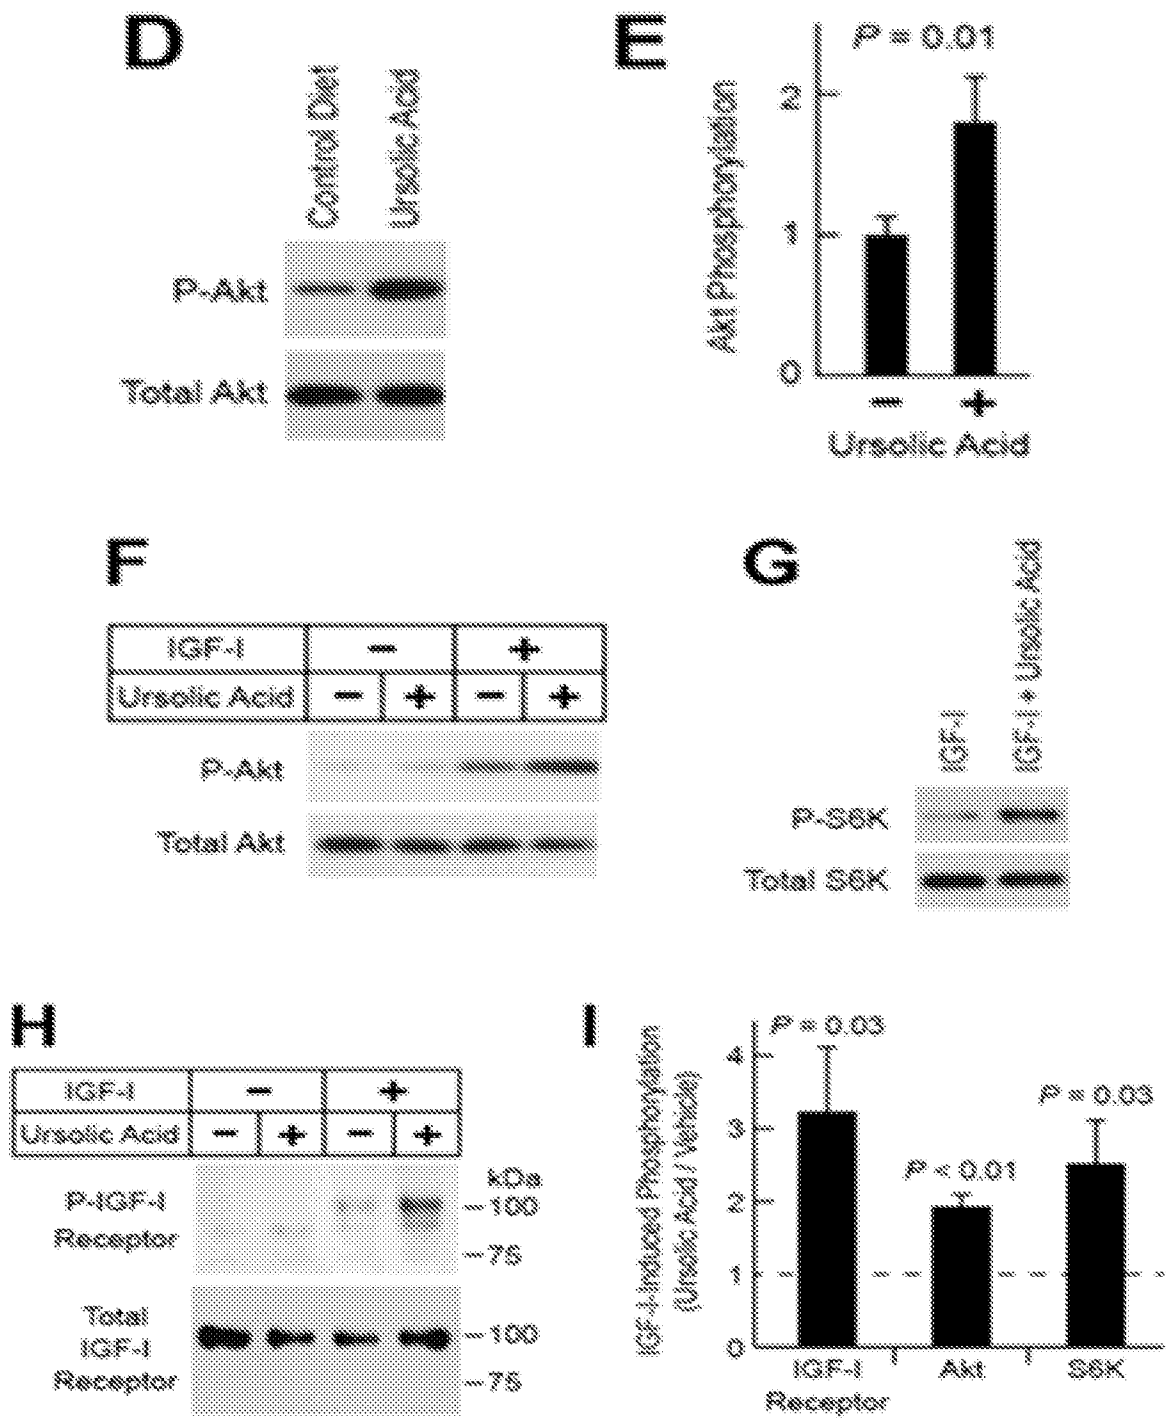 D
Control Diet
Ursolic Acid
P-Akt
Total Akt
E
P = 0.01
Akt Phosphorylation
2
1
0
− +
Ursolic Acid
F
IGF-I − +
Ursolic Acid − + − +
P-Akt
Total Akt
G
IGF-I
IGF-I + Ursolic Acid
P-S6K
Total S6K
H
IGF-I − +
Ursolic Acid − + − +
kDa
P-IGF-I
Receptor
100
75
Total
IGF-I
Receptor
100
75
I
IGF-I-Induced Phosphorylation
(Ursolic Acid / Vehicle)
P = 0.03
P < 0.01
P = 0.03
4
3
2
1
0
IGF-I
Receptor
Akt
S6K